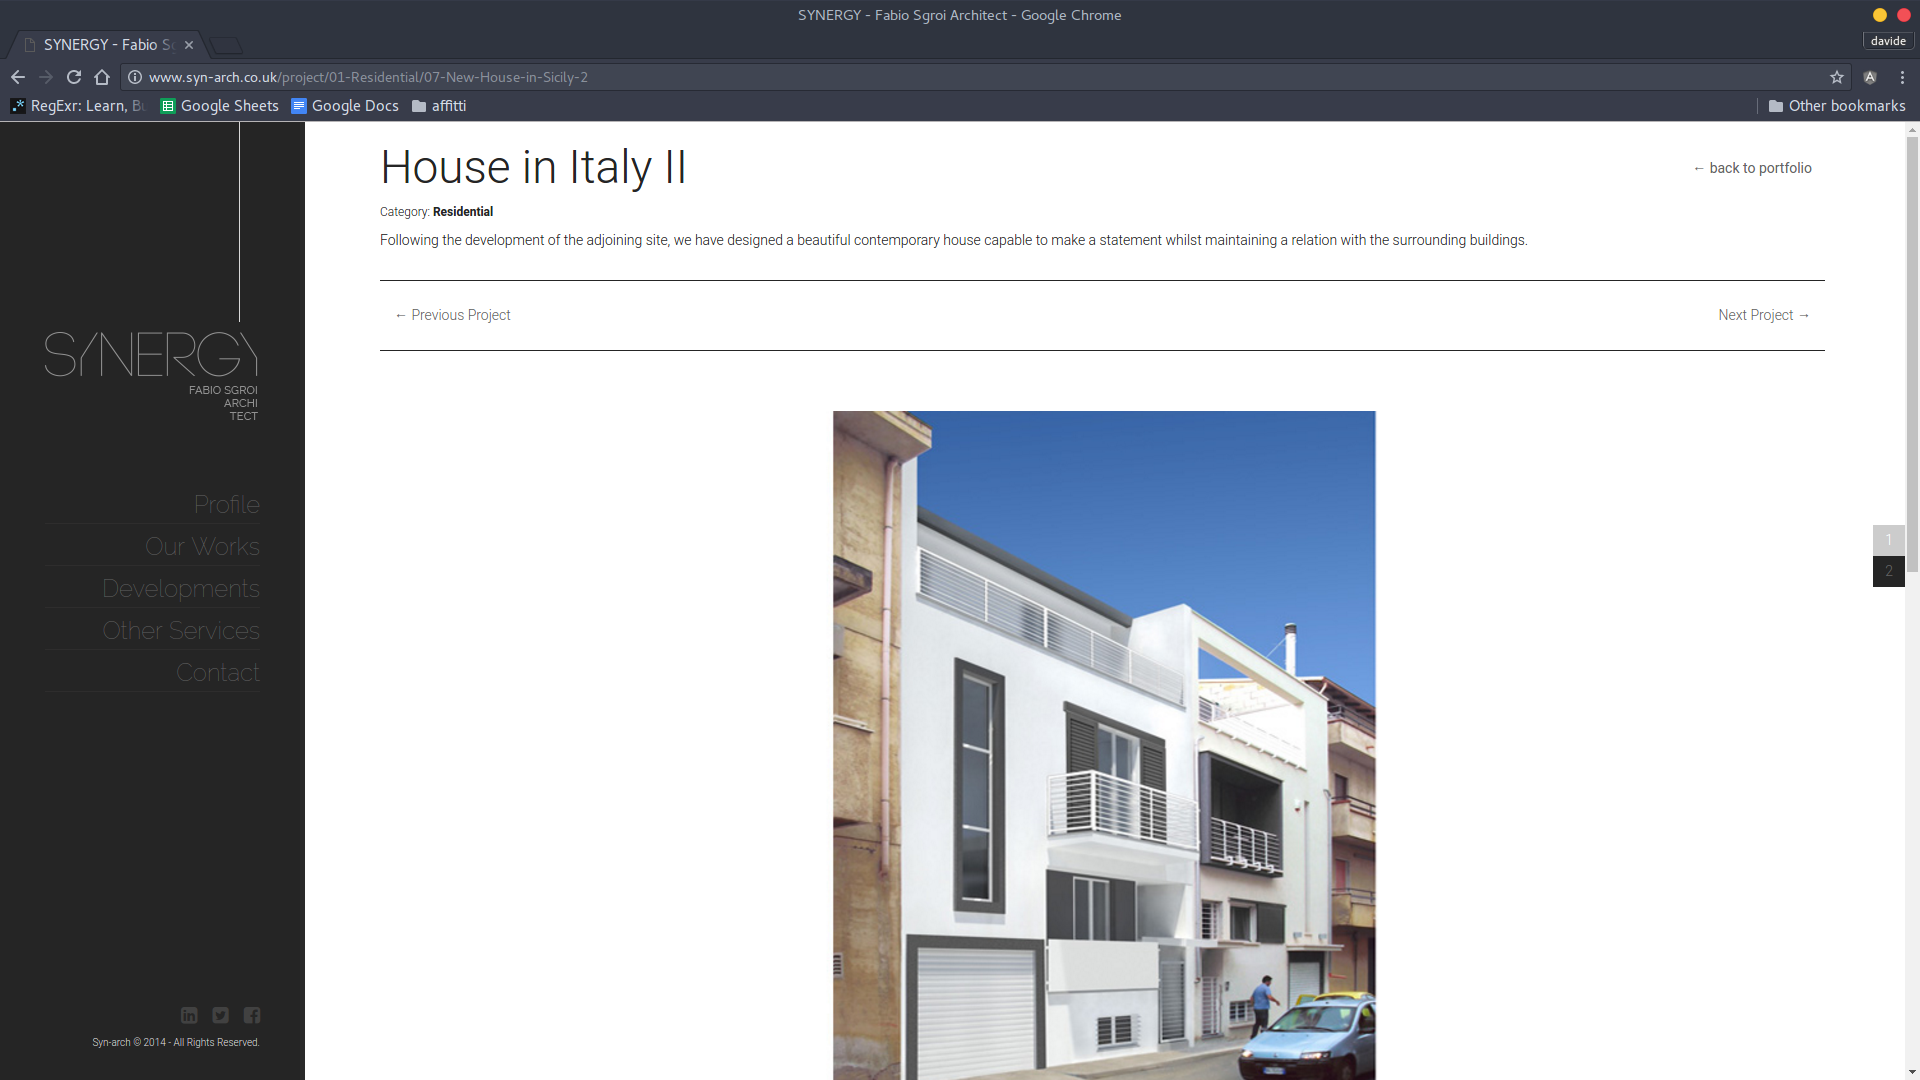 SYNERGY - Fabio Sgroi Architect - Google Chrome
SYNERGY - Fabio Sg
davide
www.syn-arch.co.uk/project/01-Residential/07-New-House-in-Sicily-2
RegExr: Learn, Bu
Google Sheets
Google Docs
affitti
Other bookmarks
SYNERGY
FABIO SGROI
ARCHI
TECT
Profile
Our Works
Developments
Other Services
Contact
Syn-arch © 2014 - All Rights Reserved.
House in Italy II
← back to portfolio
Category: Residential
Following the development of the adjoining site, we have designed a beautiful contemporary house capable to make a statement whilst maintaining a relation with the surrounding buildings.
← Previous Project
Next Project →
1
2